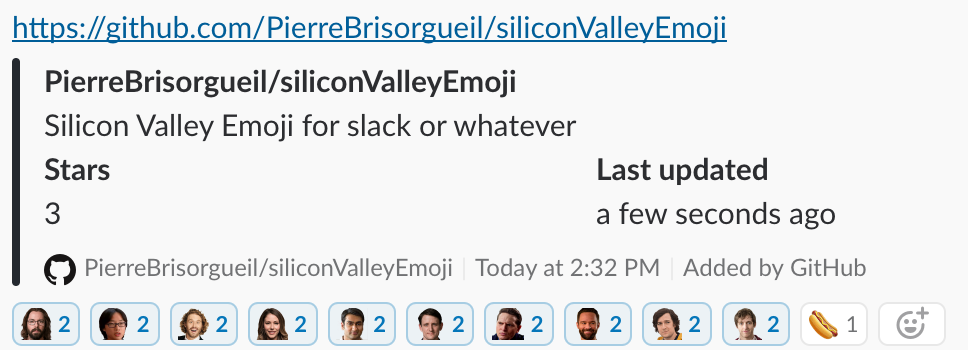 https://github.com/PierreBrisorgueil/siliconValleyEmoji
PierreBrisorgueil/siliconValleyEmoji
Silicon Valley Emoji for slack or whatever
Stars Last updated
3 a few seconds ago
PierreBrisorgueil/siliconValleyEmoji | Today at 2:32 PM | Added by GitHub
2 2 2 2 2 2 2 2 2 2 1